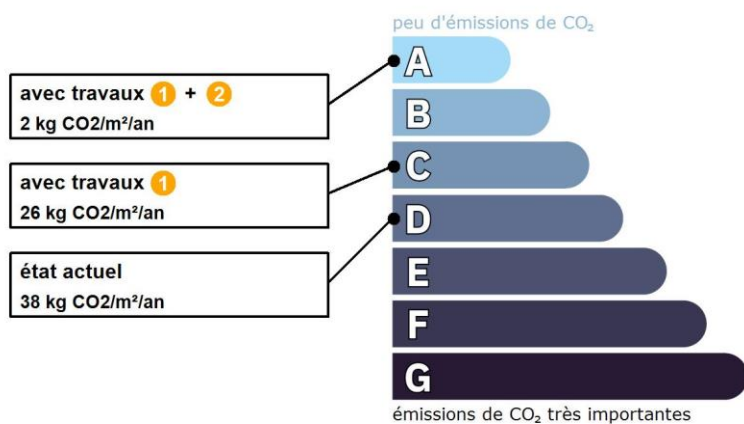 peu d'émissions de CO₂
A
avec travaux 1 + 2
2 kg CO2/m²/an
B
C
avec travaux 1
26 kg CO2/m²/an
D
état actuel
38 kg CO2/m²/an
E
F
G
émissions de CO₂ très importantes